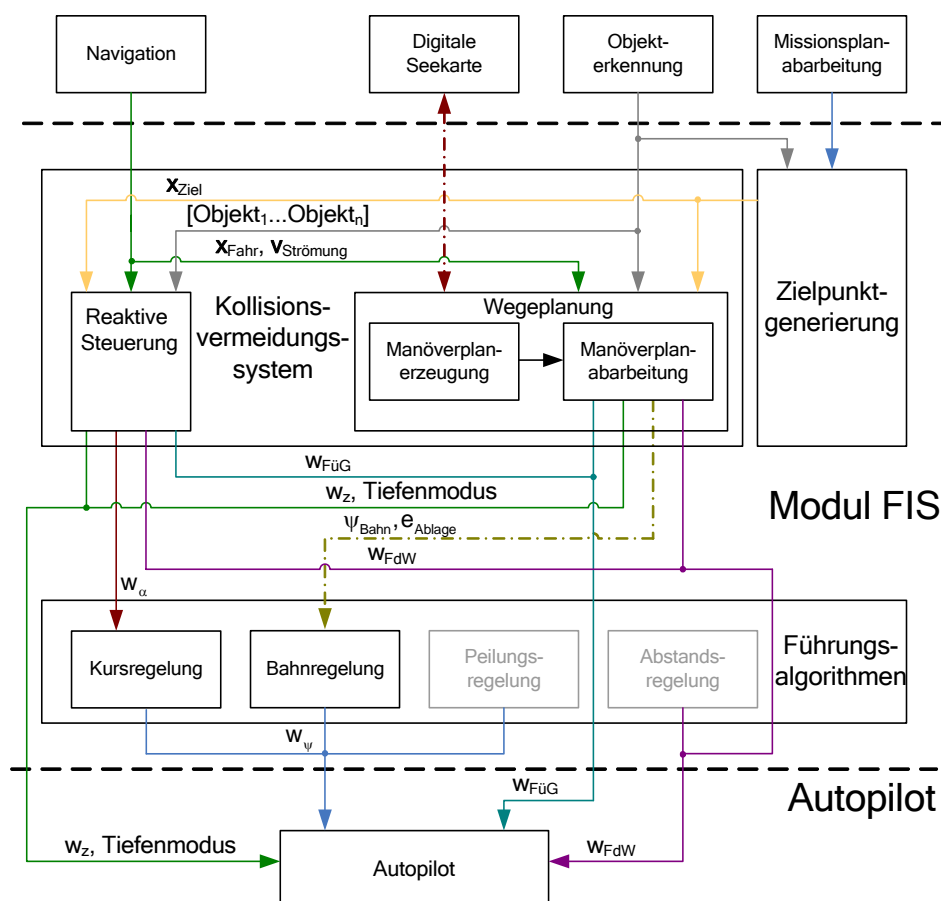 Navigation
Digitale
Seekarte
Objekt-
erkennung
Missionsplan-
abarbeitung
xZiel
[Objekt1...Objektn]
xFahr, vStrömung
Reaktive
Steuerung
Kollisions-
vermeidungs-
system
Wegeplanung
Manöverplan-
erzeugung
Manöverplan-
abarbeitung
Zielpunkt-
generierung
wFüG
wz, Tiefenmodus
Modul FIS
ψBahn, eAblage
wFdW
wα
Kursregelung
Bahnregelung
Peilungs-
regelung
Abstands-
regelung
Führungs-
algorithmen
wψ
wFüG
Autopilot
wz, Tiefenmodus
Autopilot
wFdW